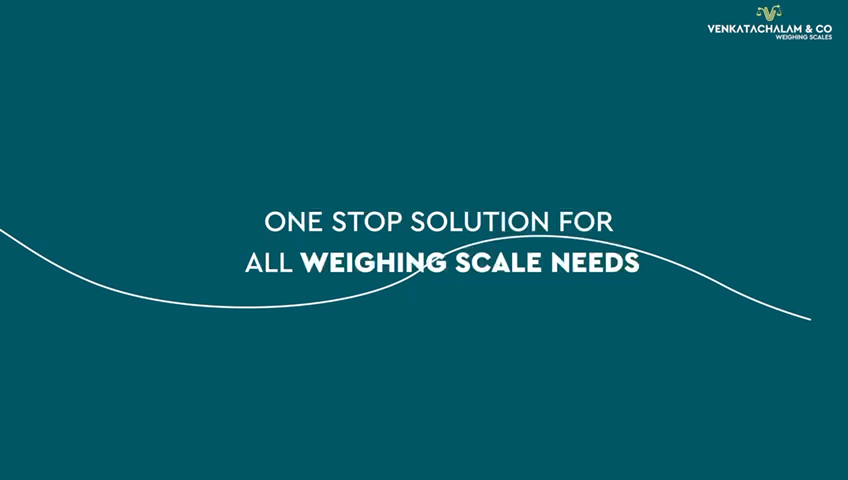 VENKATACHALAM & CO
WEIGHING SCALES
ONE STOP SOLUTION FOR
ALL WEIGHING SCALE NEEDS